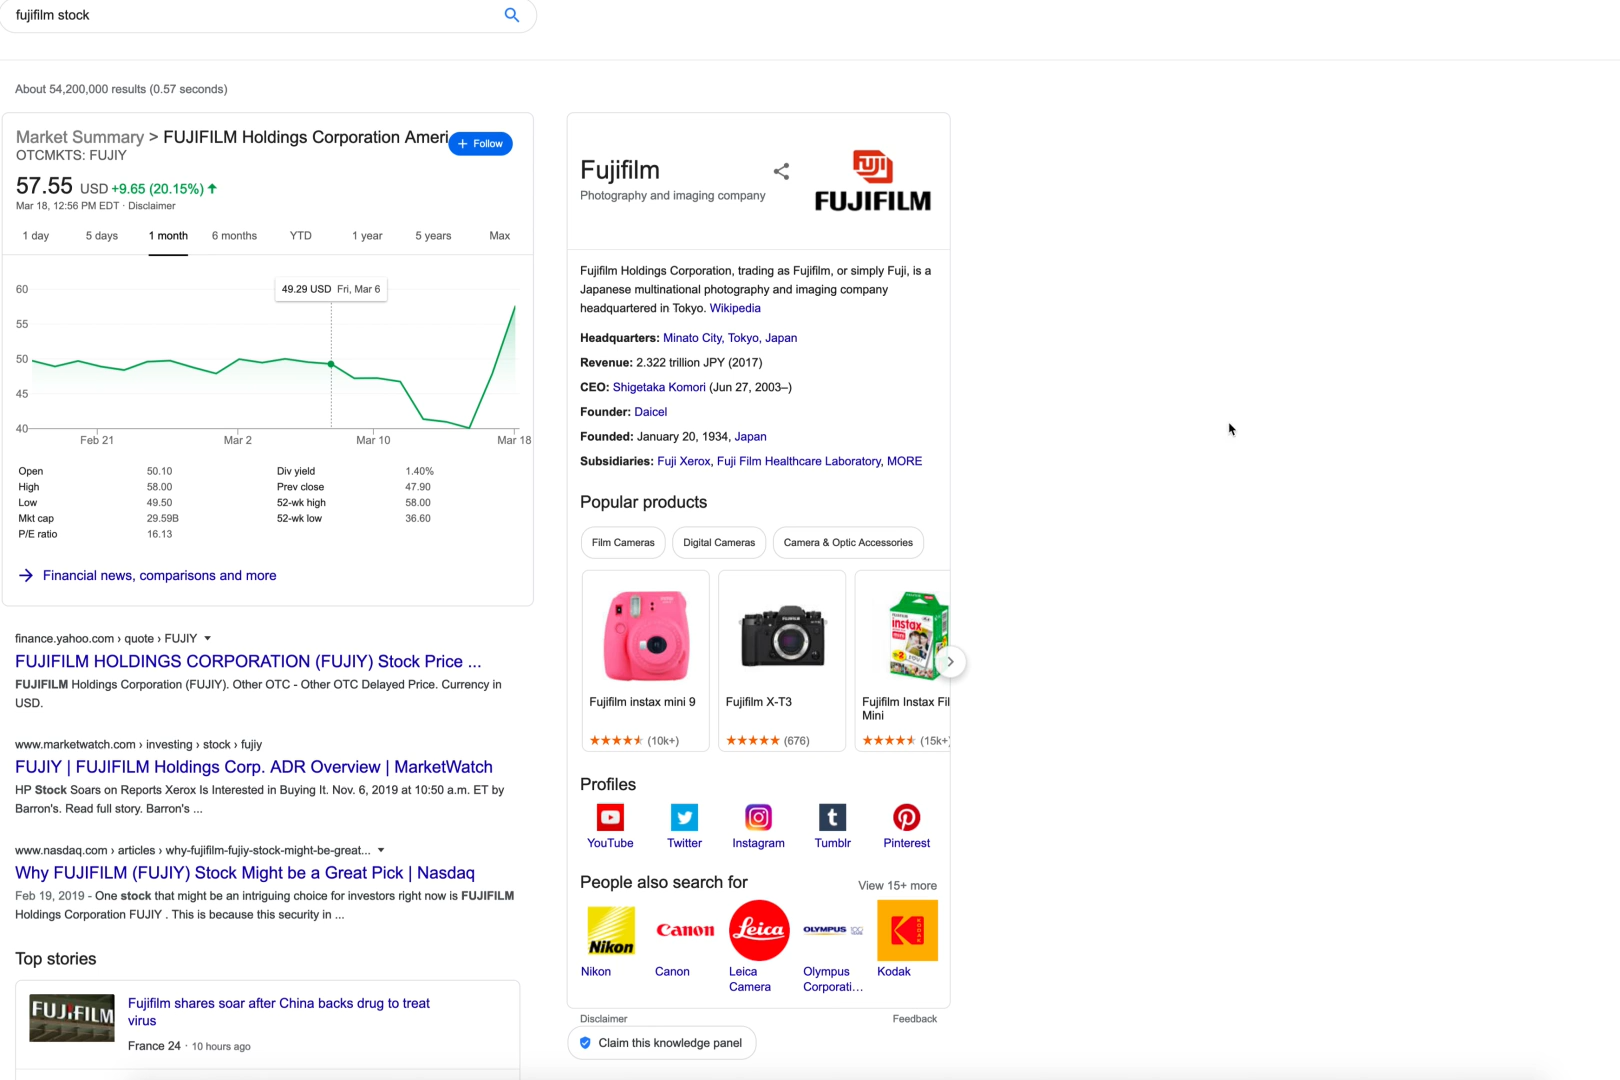 fujifilm stock
About 54,200,000 results (0.57 seconds)
Market Summary > FUJIFILM Holdings Corporation Ameri
+ Follow
OTCMKTS: FUJIY
57.55 USD +9.65 (20.15%) ↑
Mar 18, 12:56 PM EDT · Disclaimer
1 day 5 days 1 month 6 months YTD 1 year 5 years Max
49.29 USD Fri, Mar 6
60
55
50
45
40
Feb 21 Mar 2 Mar 10 Mar 18
Open 50.10 Div yield 1.40%
High 58.00 Prev close 47.90
Low 49.50 52-wk high 58.00
Mkt cap 29.59B 52-wk low 36.60
P/E ratio 16.13
Financial news, comparisons and more
finance.yahoo.com › quote › FUJIY
FUJIFILM HOLDINGS CORPORATION (FUJIY) Stock Price ...
FUJIFILM Holdings Corporation (FUJIY). Other OTC - Other OTC Delayed Price. Currency in
USD.
www.marketwatch.com › investing › stock › fujiy
FUJIY | FUJIFILM Holdings Corp. ADR Overview | MarketWatch
HP Stock Soars on Reports Xerox Is Interested in Buying It. Nov. 6, 2019 at 10:50 a.m. ET by
Barron's. Read full story. Barron's ...
www.nasdaq.com › articles › why-fujifilm-fujiy-stock-might-be-great...
Why FUJIFILM (FUJIY) Stock Might be a Great Pick | Nasdaq
Feb 19, 2019 - One stock that might be an intriguing choice for investors right now is FUJIFILM
Holdings Corporation FUJIY . This is because this security in ...
Top stories
FUJIFILM
Fujifilm shares soar after China backs drug to treat
virus
France 24 · 10 hours ago
Fujifilm
Photography and imaging company
FUJI
FUJIFILM
Fujifilm Holdings Corporation, trading as Fujifilm, or simply Fuji, is a
Japanese multinational photography and imaging company
headquartered in Tokyo. Wikipedia
Headquarters: Minato City, Tokyo, Japan
Revenue: 2.322 trillion JPY (2017)
CEO: Shigetaka Komori (Jun 27, 2003–)
Founder: Daicel
Founded: January 20, 1934, Japan
Subsidiaries: Fuji Xerox, Fuji Film Healthcare Laboratory, MORE
Popular products
Film Cameras Digital Cameras Camera & Optic Accessories
instax
Fujifilm instax mini 9 Fujifilm X-T3 Fujifilm Instax Fil
Mini
(10k+) (676) (15k+)
Profiles
YouTube Twitter Instagram Tumblr Pinterest
People also search for
View 15+ more
Nikon Canon Leica OLYMPUS KODAK
Nikon Canon Leica Olympus Kodak
Camera Corporati...
Disclaimer Feedback
Claim this knowledge panel